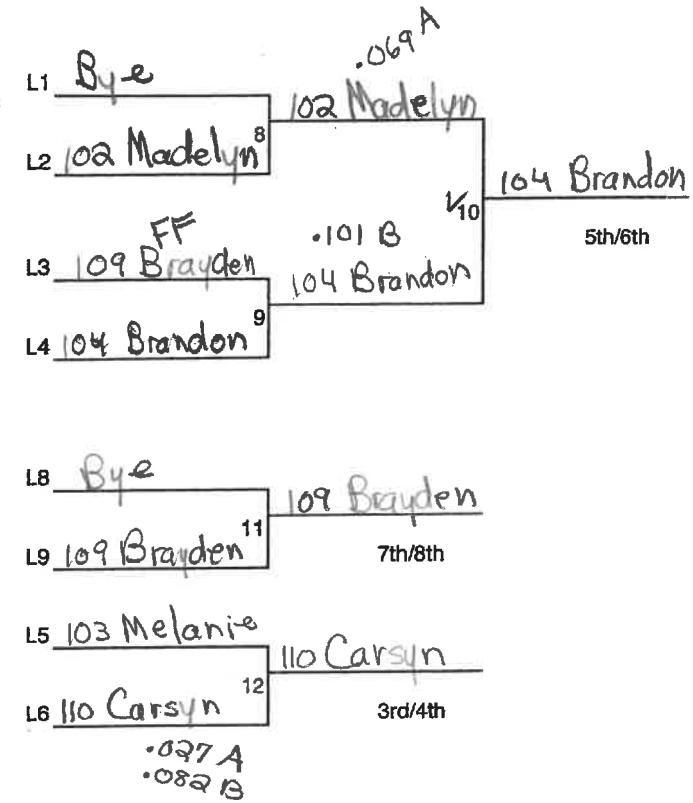 .069 A
L1 Bye
102 Madelyn
8
L2 102 Madelyn
104 Brandon
10
5th/6th
FF
.101 B
L3 109 Brayden
104 Brandon
9
L4 104 Brandon
L8 Bye
109 Brayden
11
L9 109 Brayden
7th/8th
L5 103 Melanie
110 Carsyn
12
L6 110 Carsyn
3rd/4th
.027 A
.082 B